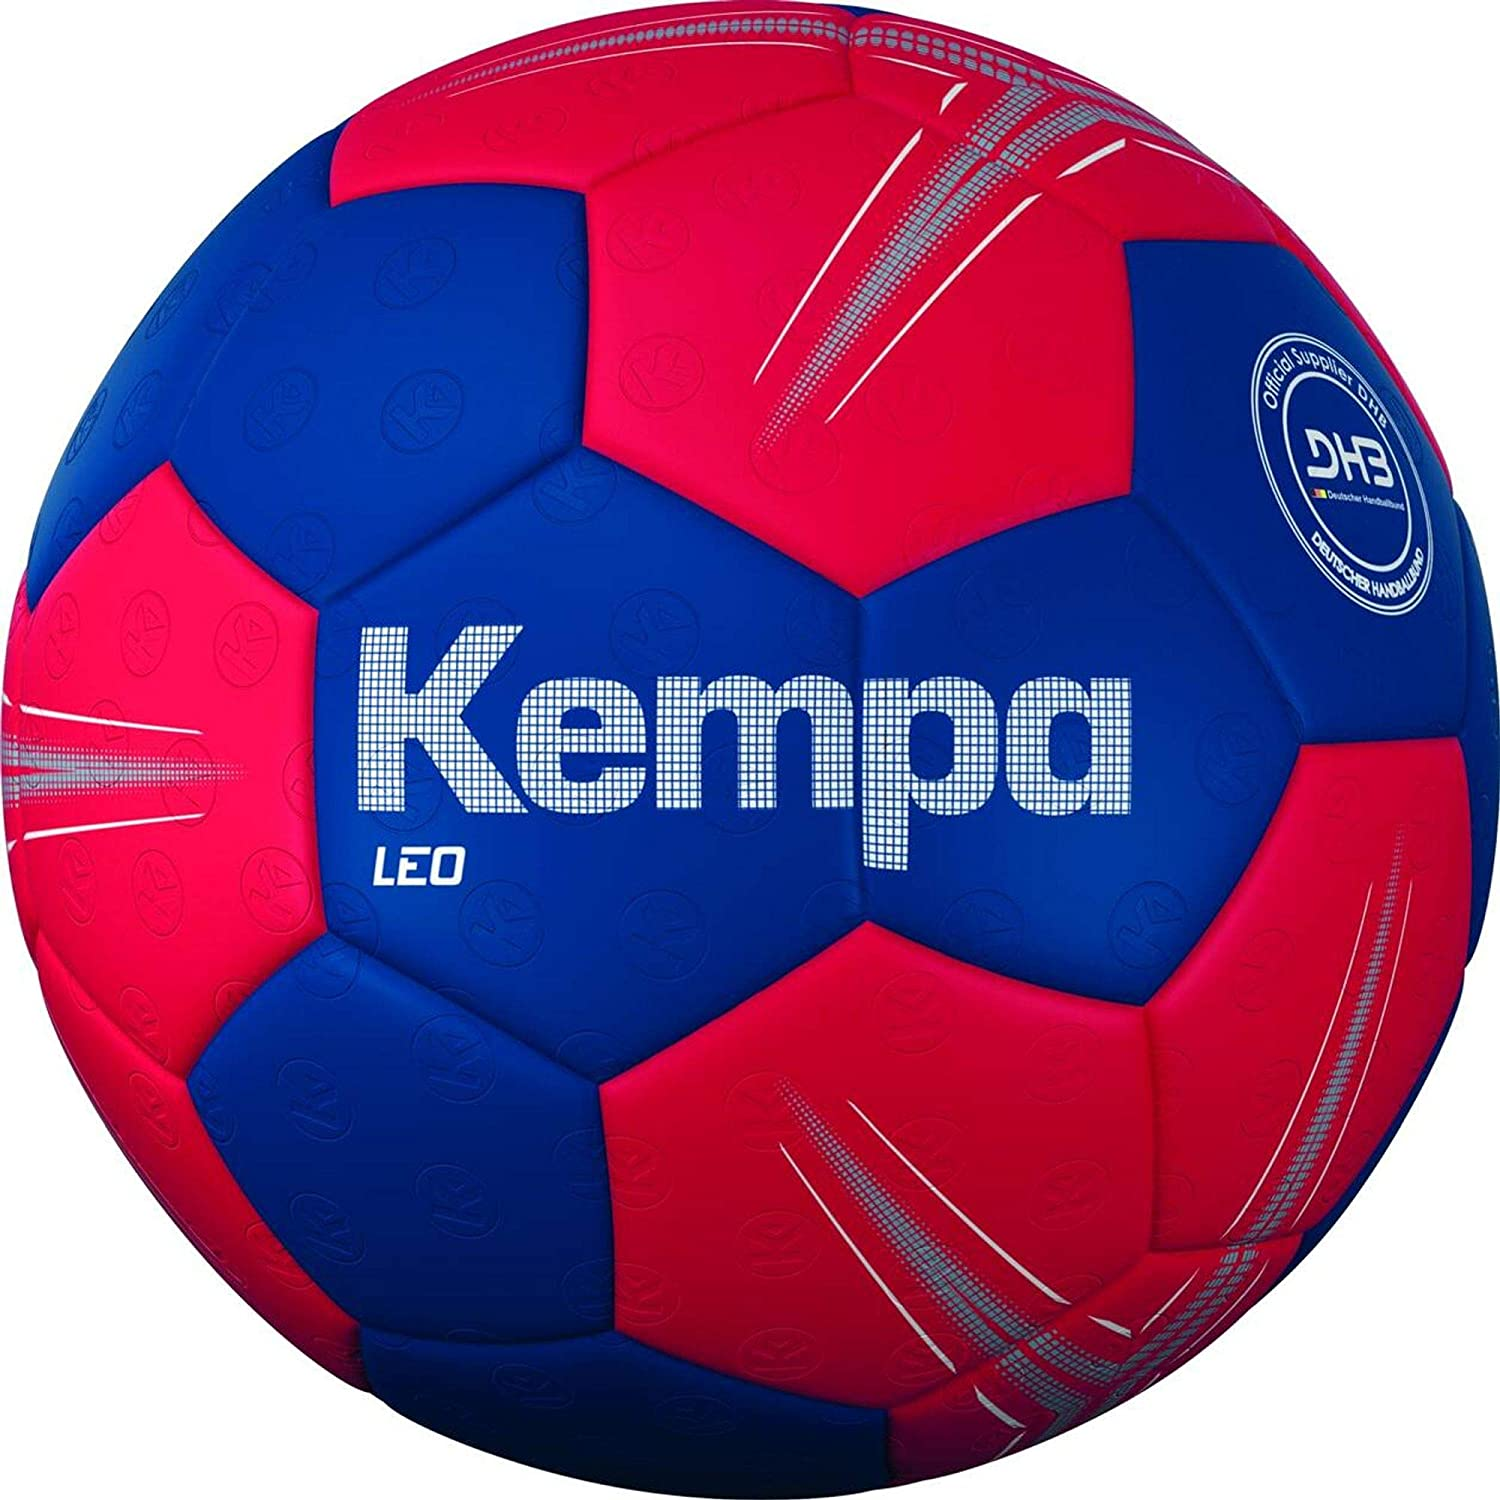 Kempa
LEO
Official Supplier DHB
DHB
Deutscher Handballbund
DEUTSCHER HANDBALLBUND